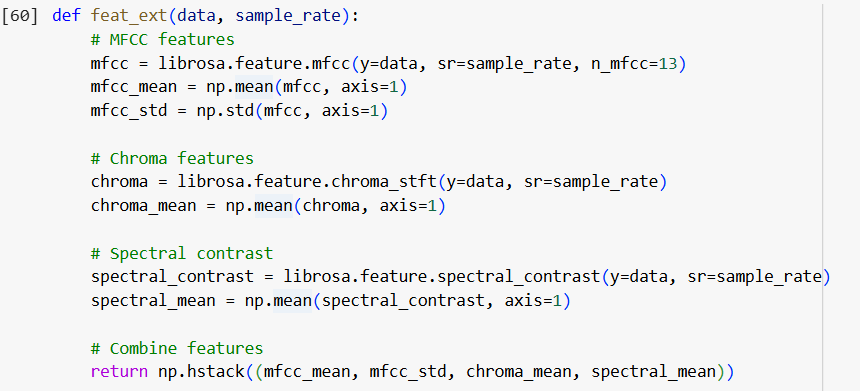 [60] def feat_ext(data, sample_rate):
# MFCC features
mfcc = librosa.feature.mfcc(y=data, sr=sample_rate, n_mfcc=13)
mfcc_mean = np.mean(mfcc, axis=1)
mfcc_std = np.std(mfcc, axis=1)
# Chroma features
chroma = librosa.feature.chroma_stft(y=data, sr=sample_rate)
chroma_mean = np.mean(chroma, axis=1)
# Spectral contrast
spectral_contrast = librosa.feature.spectral_contrast(y=data, sr=sample_rate)
spectral_mean = np.mean(spectral_contrast, axis=1)
# Combine features
return np.hstack((mfcc_mean, mfcc_std, chroma_mean, spectral_mean))